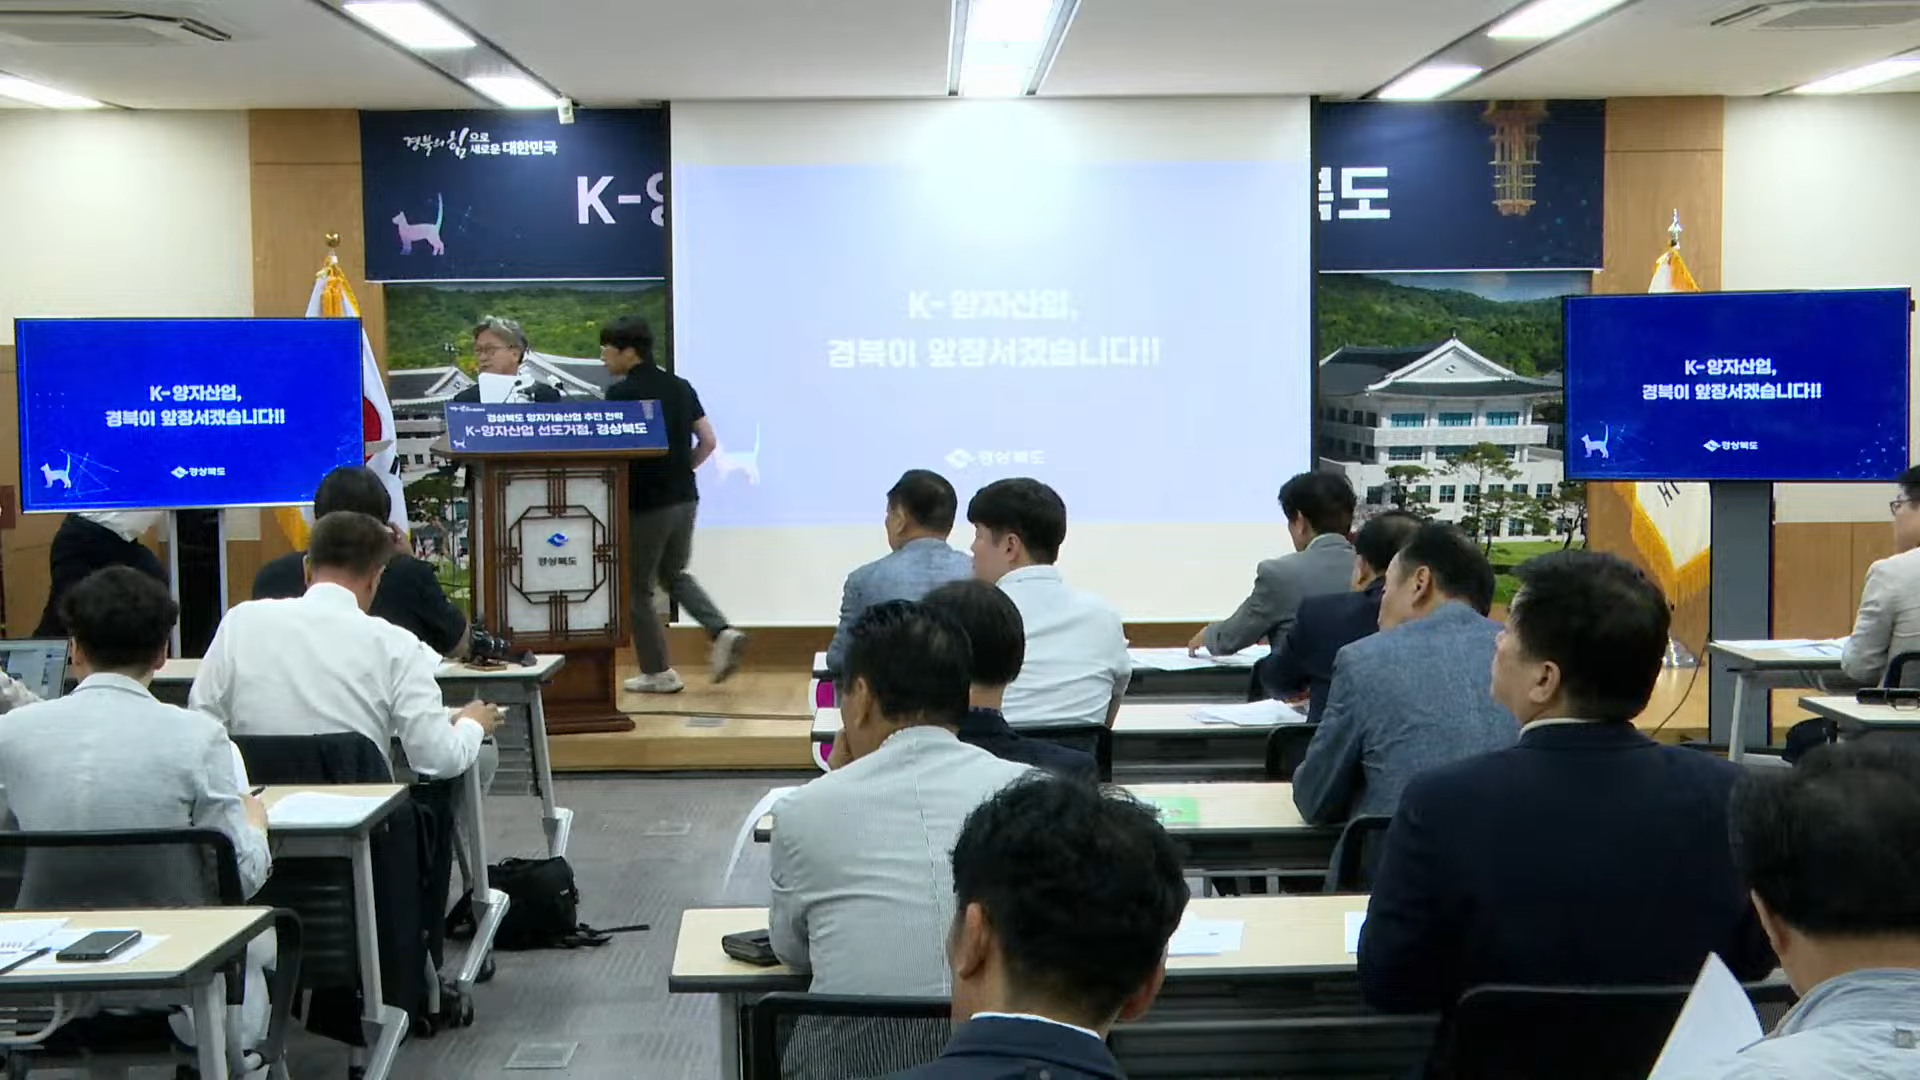 경북의 힘으로
새로운 대한민국
K-양
북도
K-양자산업,
경북이 앞장서겠습니다!!
경상북도
K-양자산업,
경북이 앞장서겠습니다!!
경상북도
경상북도 양자기술산업 추진 전략
K-양자산업 선도거점, 경상북도
경상북도
K-양자산업,
경북이 앞장서겠습니다!!
경상북도